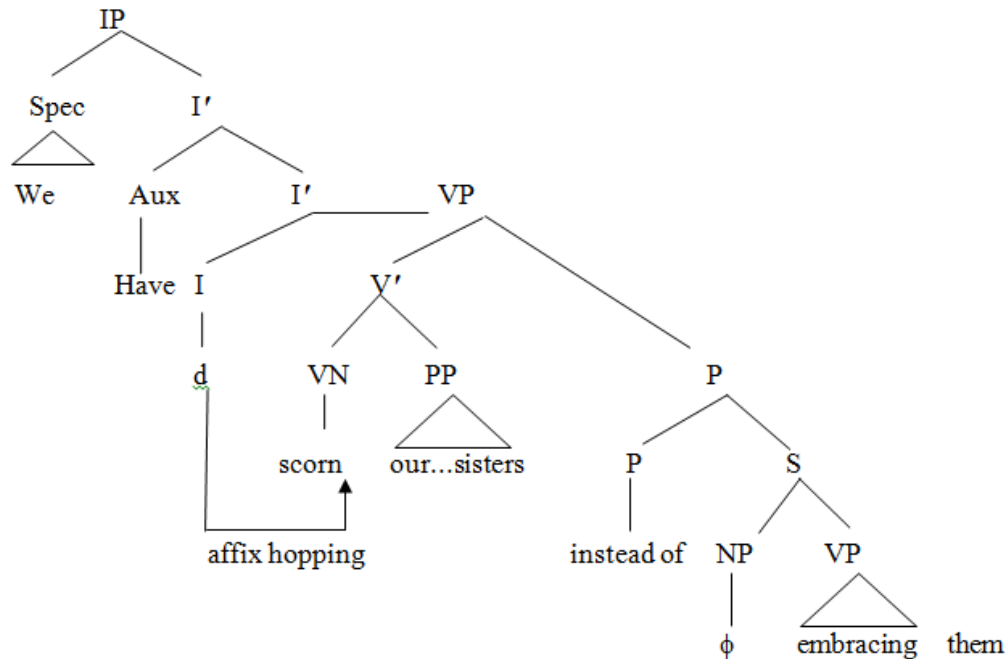 IP
Spec I′
We Aux I′ VP
Have I V′
d VN PP P
scorn our...sisters P S
affix hopping instead of NP VP
ϕ embracing them